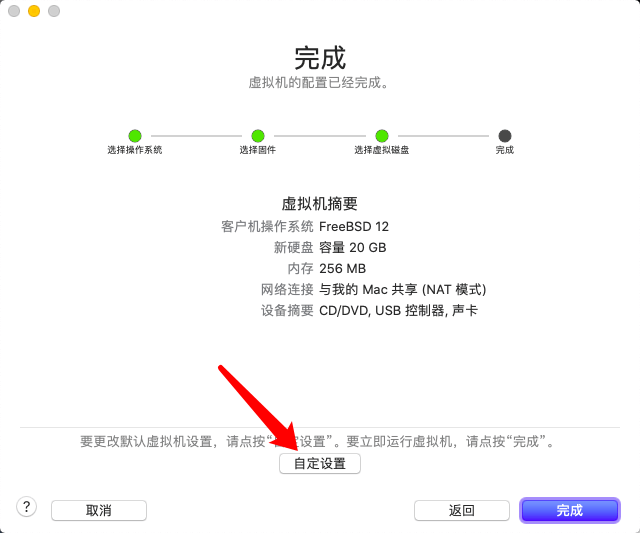 完成
虚拟机的配置已经完成。
选择操作系统 选择固件 选择虚拟磁盘 完成
虚拟机摘要
客户机操作系统 FreeBSD 12
新硬盘 容量 20 GB
内存 256 MB
网络连接 与我的 Mac 共享 (NAT 模式)
设备摘要 CD/DVD, USB 控制器, 声卡
要更改默认虚拟机设置，请点按“自定设置”。要立即运行虚拟机，请点按“完成”。
自定设置
? 取消 返回 完成